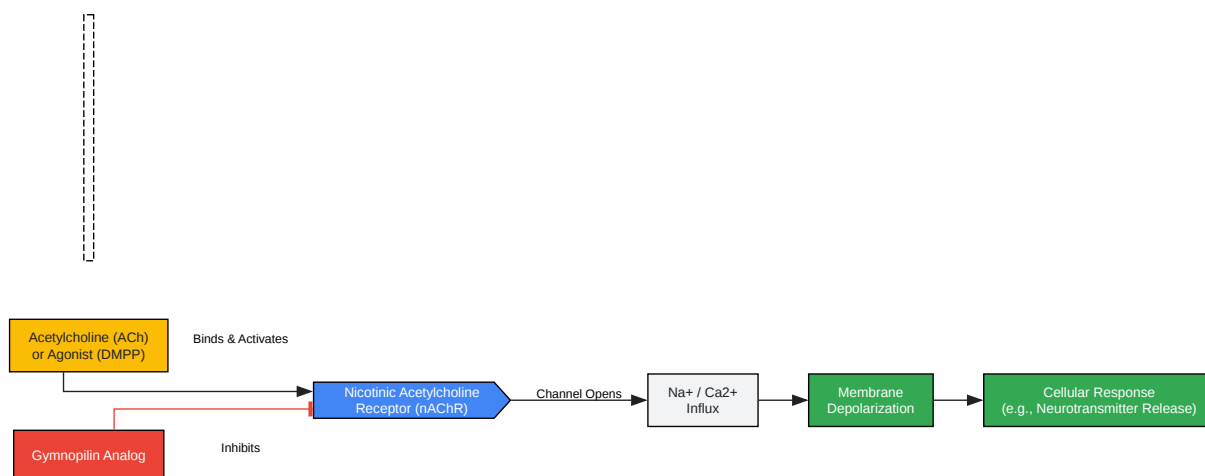 Acetylcholine (ACh)
or Agonist (DMPP)
Binds & Activates
Nicotinic Acetylcholine
Receptor (nAChR)
Channel Opens
Na+ / Ca2+
Influx
Membrane
Depolarization
Cellular Response
(e.g., Neurotransmitter Release)
Gymnopilin Analog
Inhibits